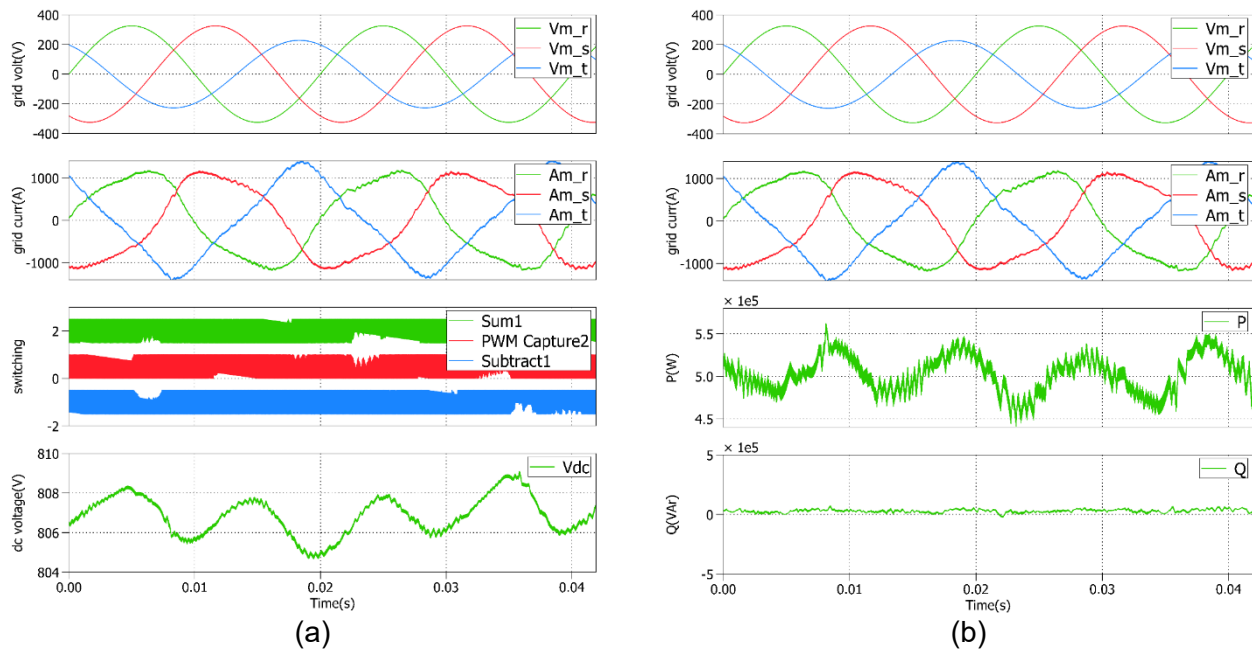 400
200
0
-200
-400
grid volt(V)
Vm_r
Vm_s
Vm_t
1000
0
-1000
grid curr(A)
Am_r
Am_s
Am_t
2
0
-2
switching
Sum1
PWM Capture2
Subtract1
810
808
806
804
dc voltage(V)
Vdc
0.00 0.01 0.02 0.03 0.04
Time(s)
(a)
400
200
0
-200
-400
grid volt(V)
Vm_r
Vm_s
Vm_t
1000
0
-1000
grid curr(A)
Am_r
Am_s
Am_t
× 1e5
5.5
5.0
4.5
P(W)
P
× 1e5
5
0
-5
Q(VAr)
Q
0.00 0.01 0.02 0.03 0.04
Time(s)
(b)